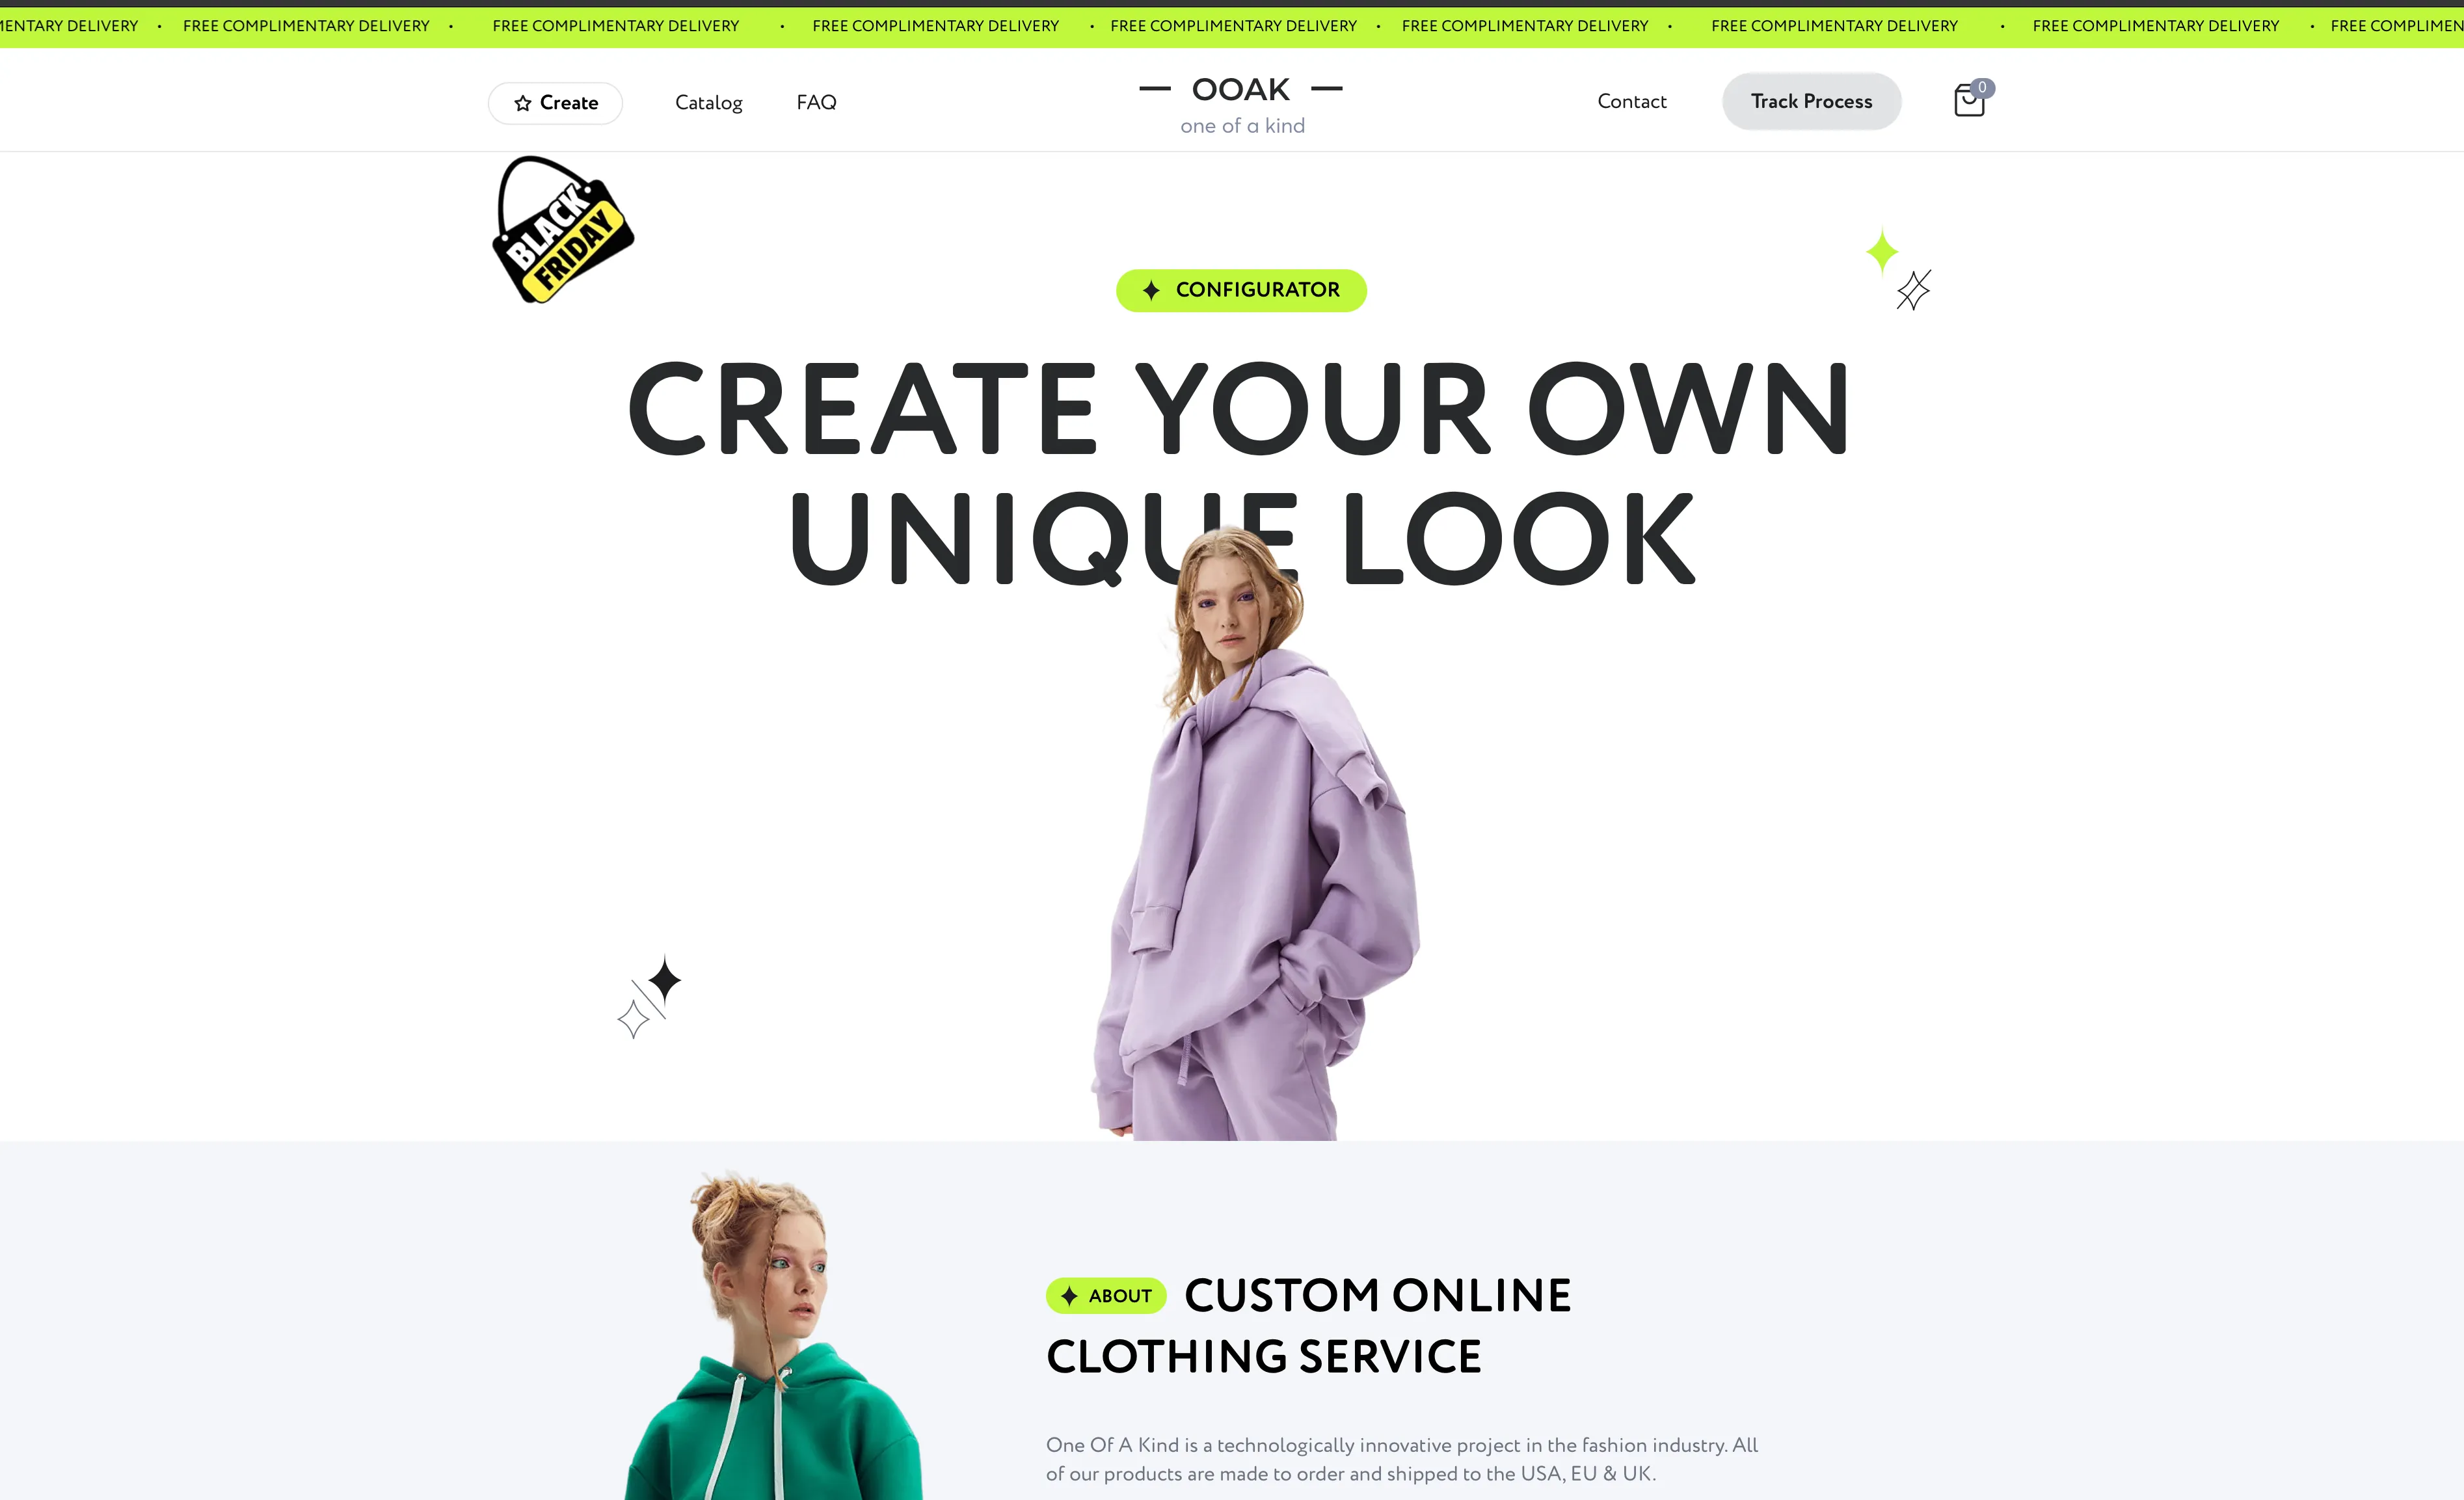 MENTARY DELIVERY • FREE COMPLIMENTARY DELIVERY • FREE COMPLIMENTARY DELIVERY • FREE COMPLIMENTARY DELIVERY • FREE COMPLIMENTARY DELIVERY • FREE COMPLIMENTARY DELIVERY • FREE COMPLIMENTARY DELIVERY • FREE COMPLIMENTARY DELIVERY • FREE COMPLIMEN
Create Catalog FAQ
— OOAK —
one of a kind
Contact Track Process 0
BLACK
FRIDAY
CONFIGURATOR
CREATE YOUR OWN
UNIQUE LOOK
ABOUT CUSTOM ONLINE
CLOTHING SERVICE
One Of A Kind is a technologically innovative project in the fashion industry. All
of our products are made to order and shipped to the USA, EU & UK.